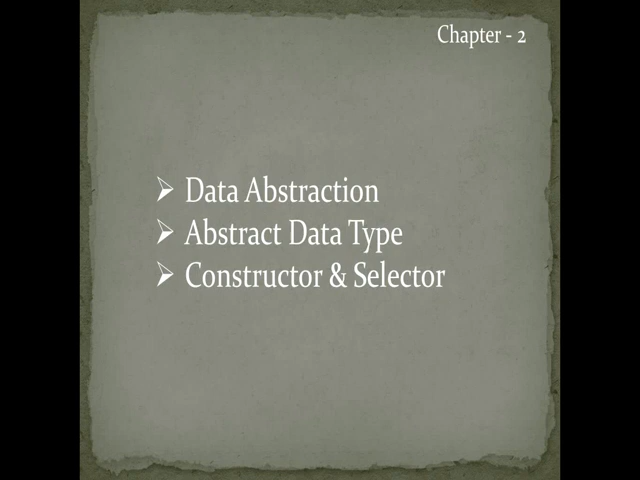 Chapter - 2
➢ Data Abstraction
➢ Abstract Data Type
➢ Constructor & Selector